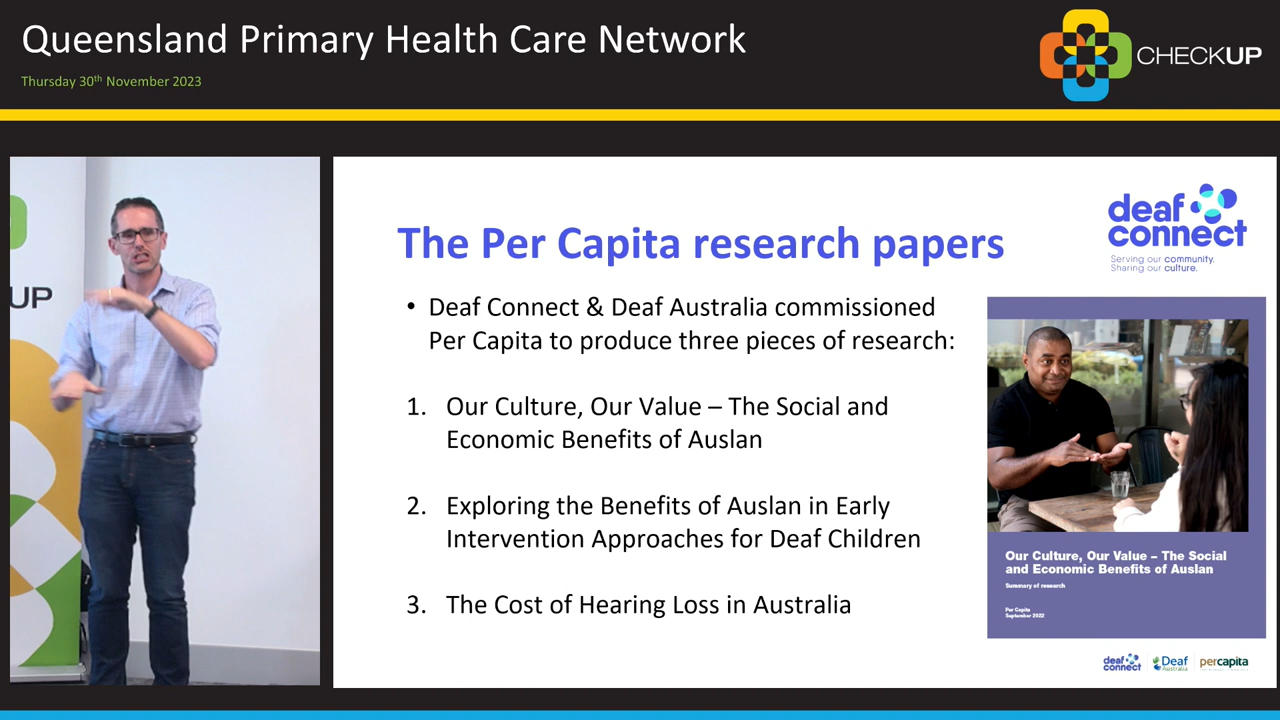 Queensland Primary Health Care Network
Thursday 30th November 2023
CHECKUP
UP
deaf
connect
Serving our community.
Sharing our culture.
The Per Capita research papers
• Deaf Connect & Deaf Australia commissioned
Per Capita to produce three pieces of research:
1. Our Culture, Our Value – The Social and
Economic Benefits of Auslan
2. Exploring the Benefits of Auslan in Early
Intervention Approaches for Deaf Children
3. The Cost of Hearing Loss in Australia
Our Culture, Our Value – The Social
and Economic Benefits of Auslan
Summary of research
Per Capita
September 2022
deaf
connect
Deaf
Australia
percapita